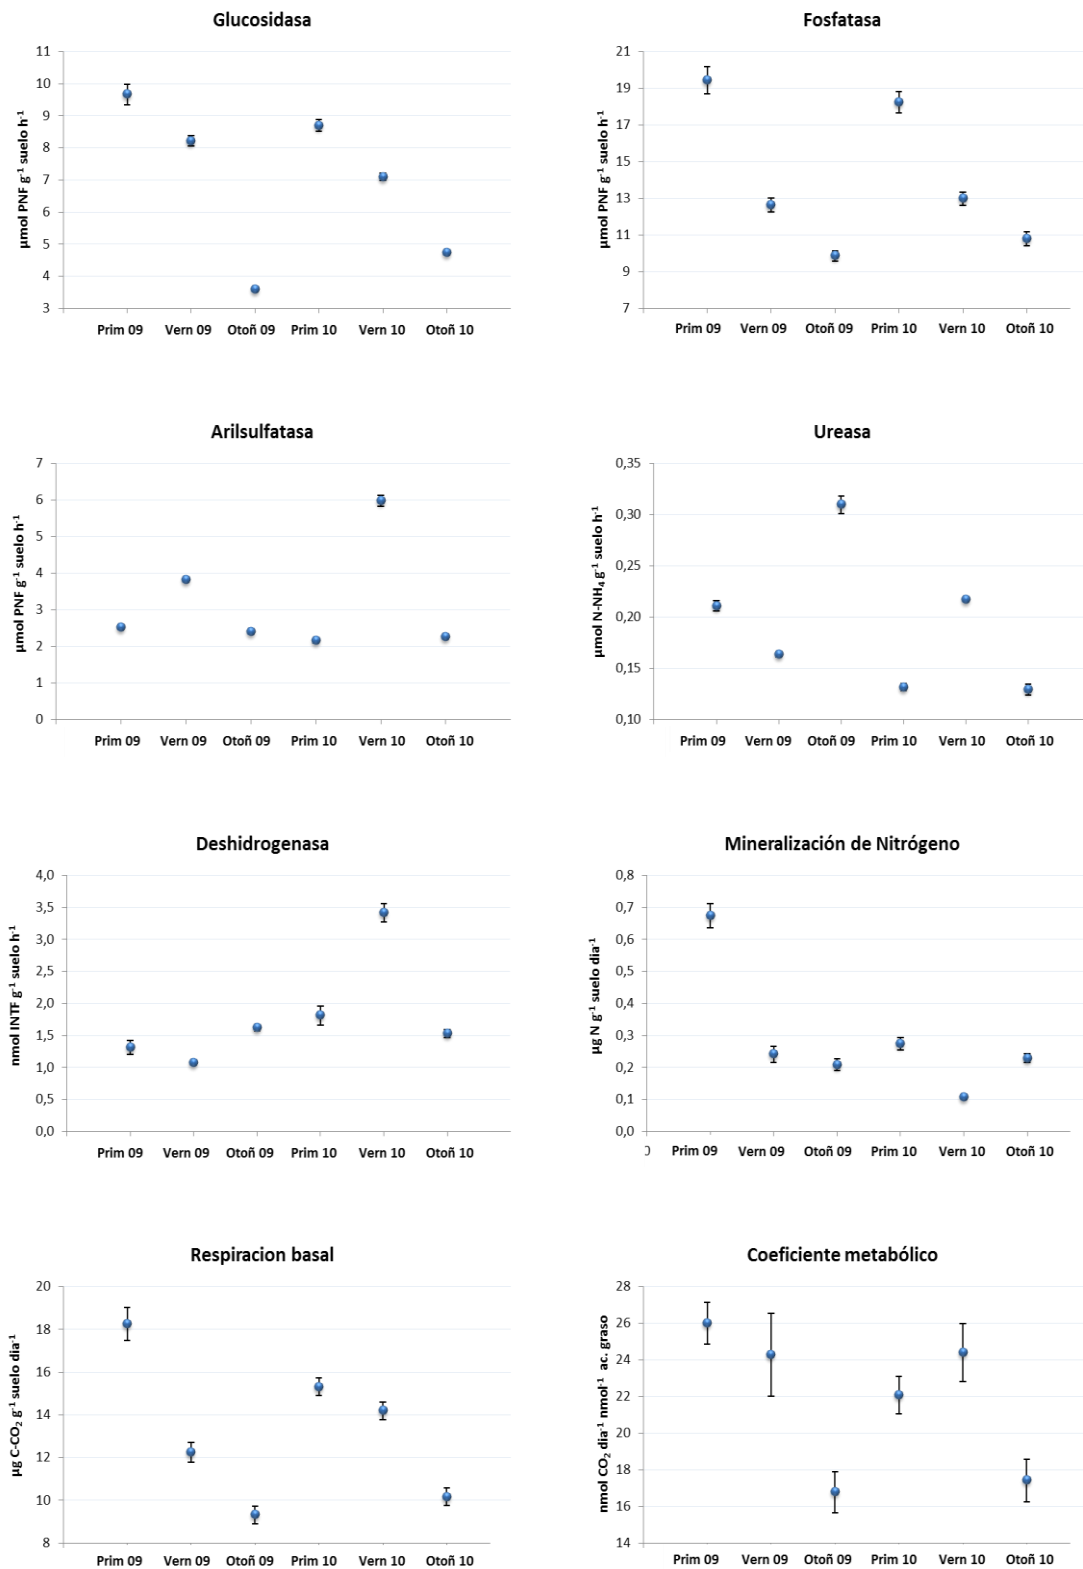 Glucosidasa
µmol PNF g-1 suelo h-1
11
10
9
8
7
6
5
4
3
Prim 09 Vern 09 Otoñ 09 Prim 10 Vern 10 Otoñ 10
Fosfatasa
µmol PNF g-1 suelo h-1
21
19
17
15
13
11
9
7
Prim 09 Vern 09 Otoñ 09 Prim 10 Vern 10 Otoñ 10
Arilsulfatasa
µmol PNF g-1 suelo h-1
7
6
5
4
3
2
1
0
Prim 09 Vern 09 Otoñ 09 Prim 10 Vern 10 Otoñ 10
Ureasa
µmol N-NH4 g-1 suelo h-1
0,35
0,30
0,25
0,20
0,15
0,10
Prim 09 Vern 09 Otoñ 09 Prim 10 Vern 10 Otoñ 10
Deshidrogenasa
nmol INTF g-1 suelo h-1
4,0
3,5
3,0
2,5
2,0
1,5
1,0
0,5
0,0
Prim 09 Vern 09 Otoñ 09 Prim 10 Vern 10 Otoñ 10
Mineralización de Nitrógeno
µg N g-1 suelo dia-1
0,8
0,7
0,6
0,5
0,4
0,3
0,2
0,1
0,0
Prim 09 Vern 09 Otoñ 09 Prim 10 Vern 10 Otoñ 10
Respiracion basal
µg C-CO2 g-1 suelo dia-1
20
18
16
14
12
10
8
Prim 09 Vern 09 Otoñ 09 Prim 10 Vern 10 Otoñ 10
Coeficiente metabólico
nmol CO2 dia-1 nmol-1 ac. graso
28
26
24
22
20
18
16
14
Prim 09 Vern 09 Otoñ 09 Prim 10 Vern 10 Otoñ 10